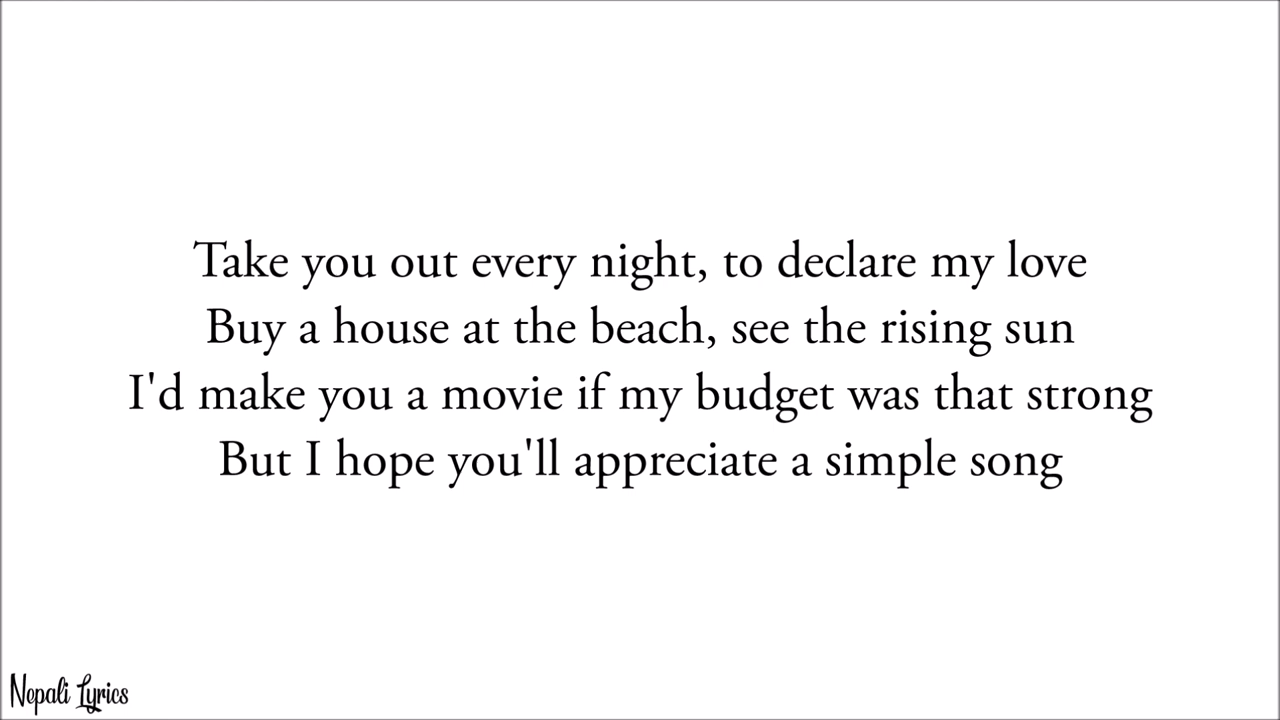 Take you out every night, to declare my love
Buy a house at the beach, see the rising sun
I'd make you a movie if my budget was that strong
But I hope you'll appreciate a simple song
Nepali Lyrics